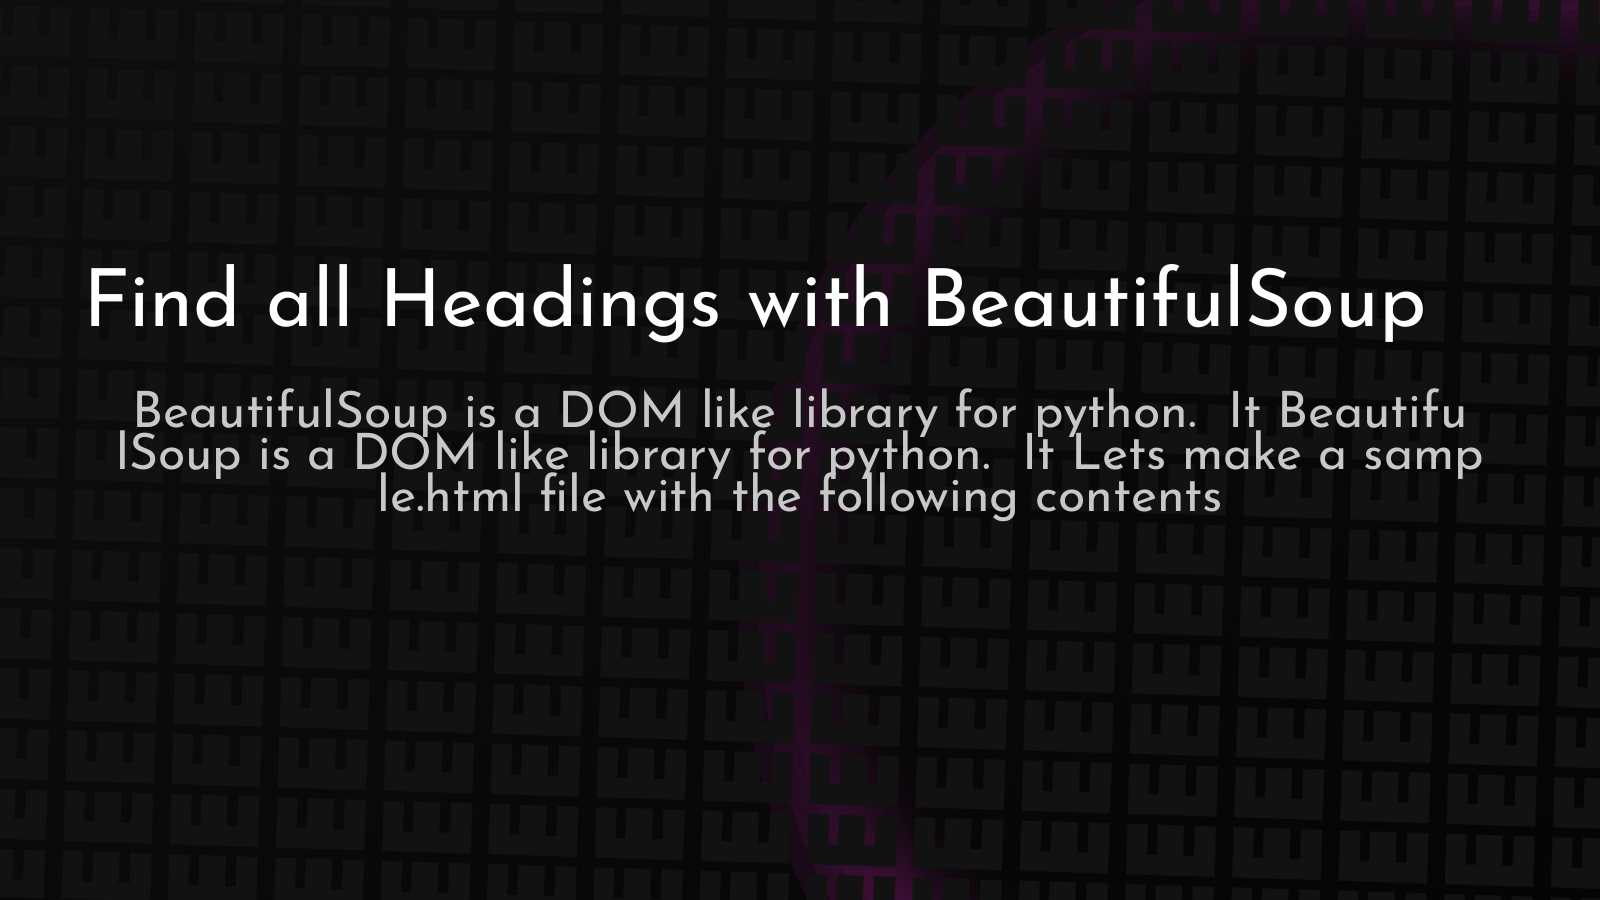 Find all Headings with BeautifulSoup
BeautifulSoup is a DOM like library for python.  It Beautifu
lSoup is a DOM like library for python.  It Lets make a samp
le.html file with the following contents